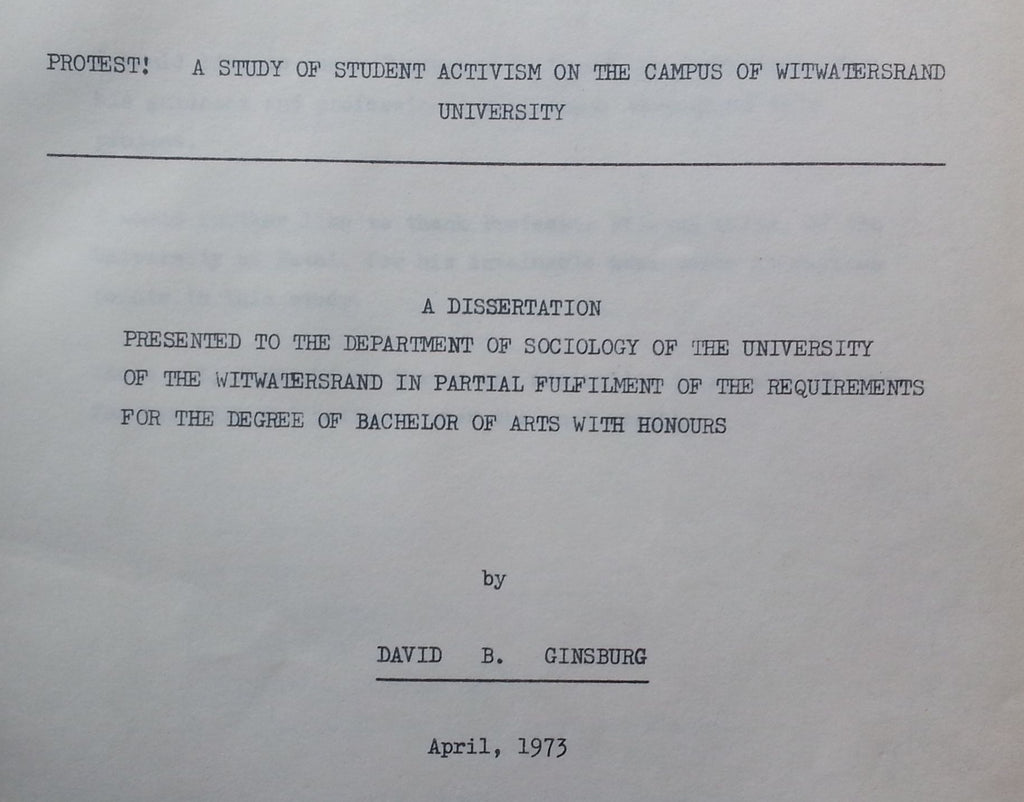 PROTEST! A STUDY OF STUDENT ACTIVISM ON THE CAMPUS OF WITWATERSRAND
UNIVERSITY
A DISSERTATION
PRESENTED TO THE DEPARTMENT OF SOCIOLOGY OF THE UNIVERSITY
OF THE WITWATERSRAND IN PARTIAL FULFILMENT OF THE REQUIREMENTS
FOR THE DEGREE OF BACHELOR OF ARTS WITH HONOURS
by
DAVID B. GINSBURG
April, 1973